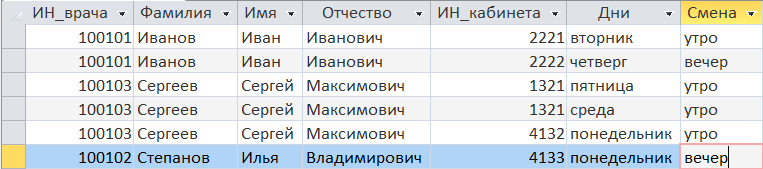 ИН_врача Фамилия Имя Отчество ИН_кабинета Дни Смена
100101 Иванов Иван Иванович 2221 вторник утро
100101 Иванов Иван Иванович 2222 четверг вечер
100103 Сергеев Сергей Максимович 1321 пятница утро
100103 Сергеев Сергей Максимович 1321 среда утро
100103 Сергеев Сергей Максимович 4132 понедельник утро
100102 Степанов Илья Владимирович 4133 понедельник вечер